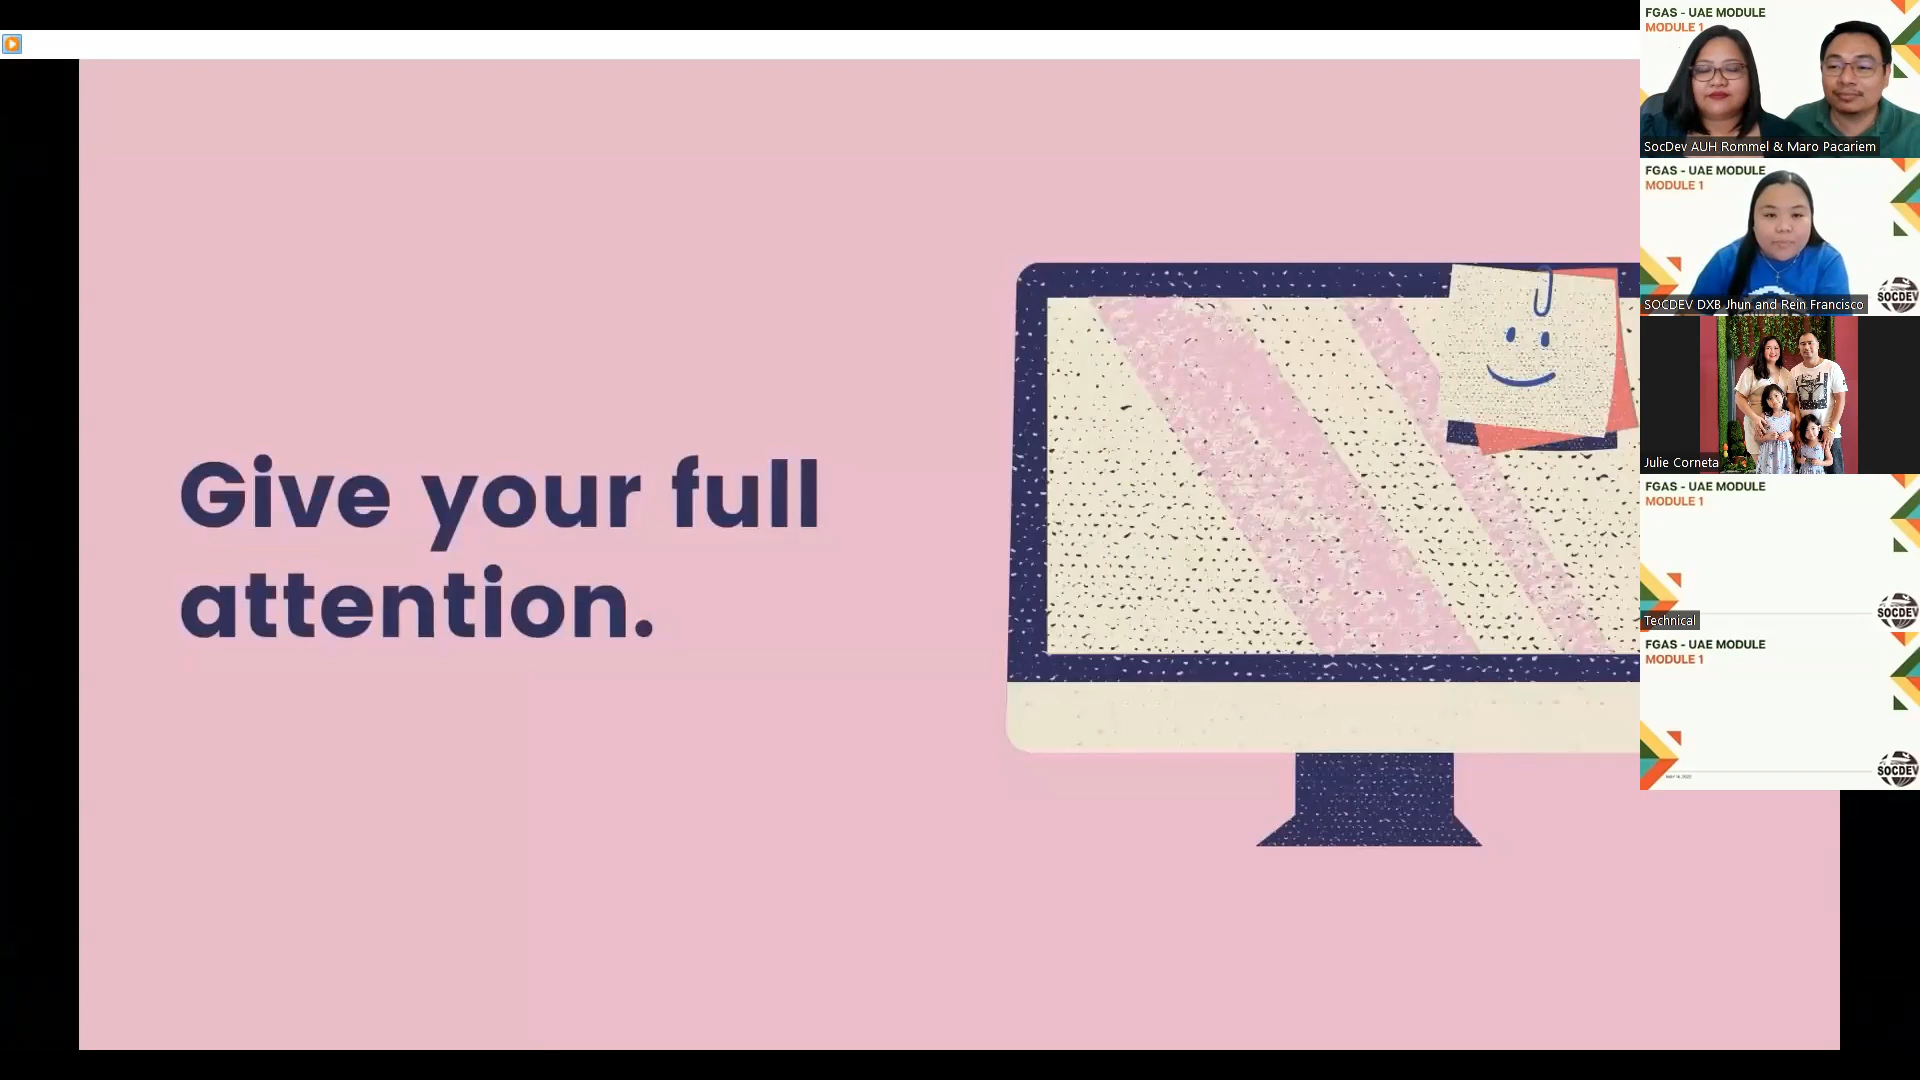 Give your full
attention.
FGAS - UAE MODULE
MODULE 1
SocDev AUH Rommel & Maro Pacariem
FGAS - UAE MODULE
MODULE 1
SOCDEV
SOCDEV DXB Jhun and Rein Francisco
Julie Corneta
FGAS - UAE MODULE
MODULE 1
SOCDEV
Technical
FGAS - UAE MODULE
MODULE 1
SOCDEV